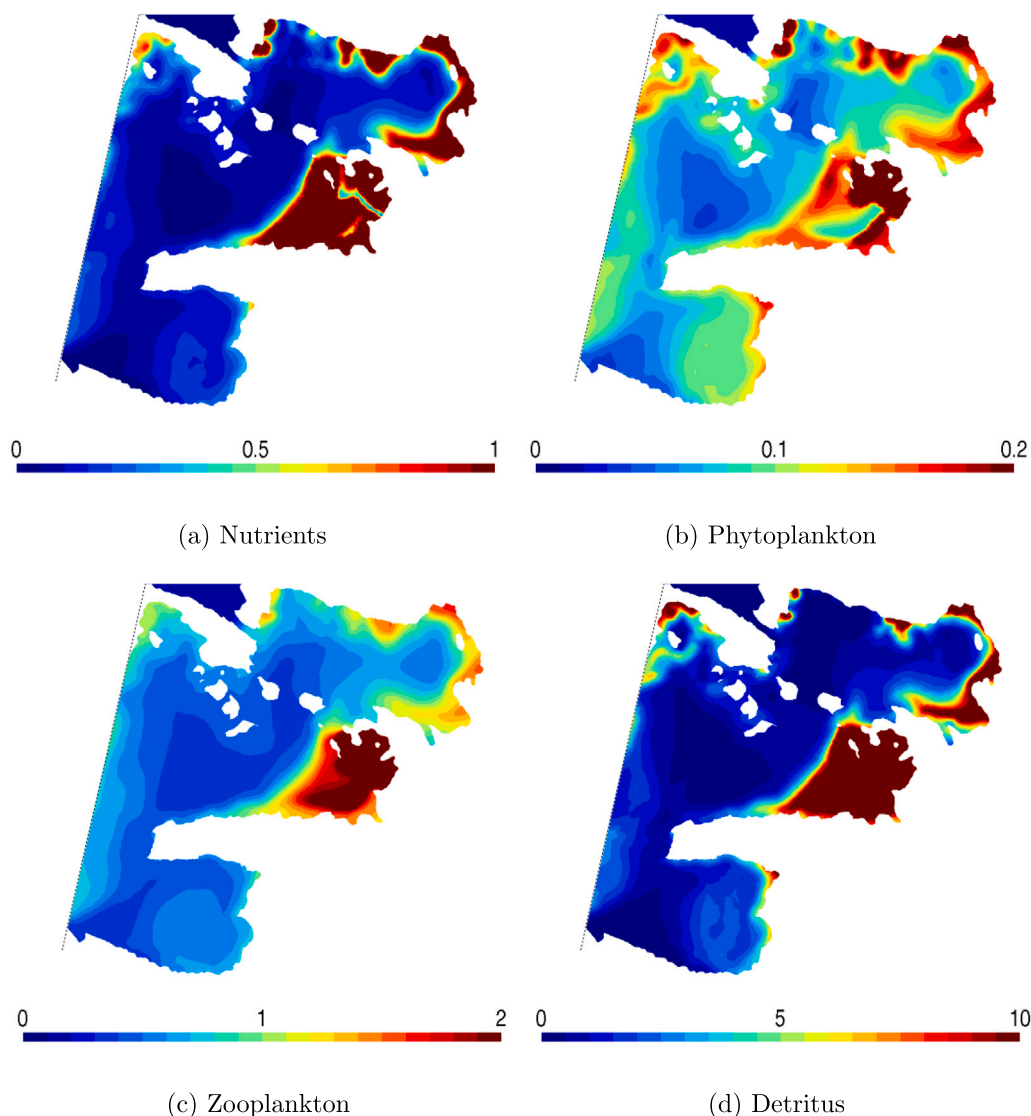 0 0.5 1
0 0.1 0.2
(a) Nutrients
(b) Phytoplankton
0 1 2
0 5 10
(c) Zooplankton
(d) Detritus